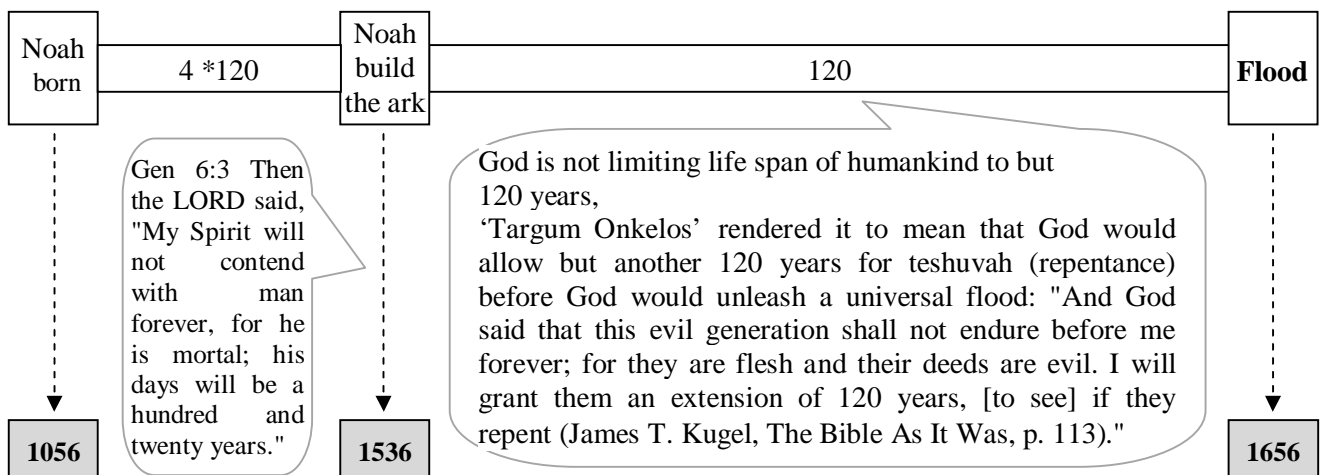 Noah
born
4 *120
Noah
build
the ark
120
Flood
Gen 6:3 Then
the LORD said,
"My Spirit will
not contend
with man
forever, for he
is mortal; his
days will be a
hundred and
twenty years."
God is not limiting life span of humankind to but
120 years,
‘Targum Onkelos’ rendered it to mean that God would
allow but another 120 years for teshuvah (repentance)
before God would unleash a universal flood: "And God
said that this evil generation shall not endure before me
forever; for they are flesh and their deeds are evil. I will
grant them an extension of 120 years, [to see] if they
repent (James T. Kugel, The Bible As It Was, p. 113)."
1056
1536
1656